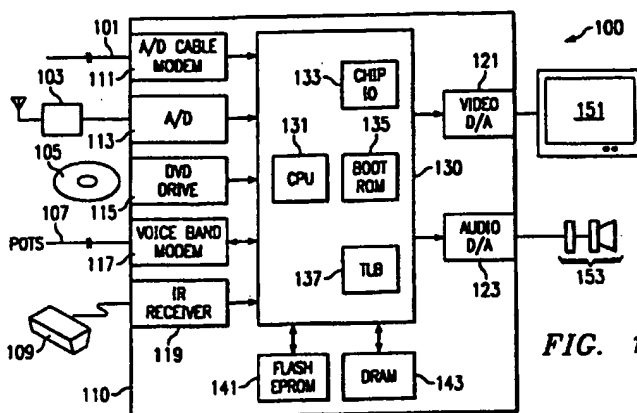 101
A/D CABLE
MODEM
111
103
A/D
113
105
DVD
DRIVE
115
107
POTS
VOICE BAND
MODEM
117
IR
RECEIVER
119
109
110
133
CHIP
IO
131
CPU
135
BOOT
ROM
130
137
TLB
141
FLASH
EPROM
DRAM
143
121
VIDEO
D/A
AUDIO
D/A
123
100
151
153
FIG. 1